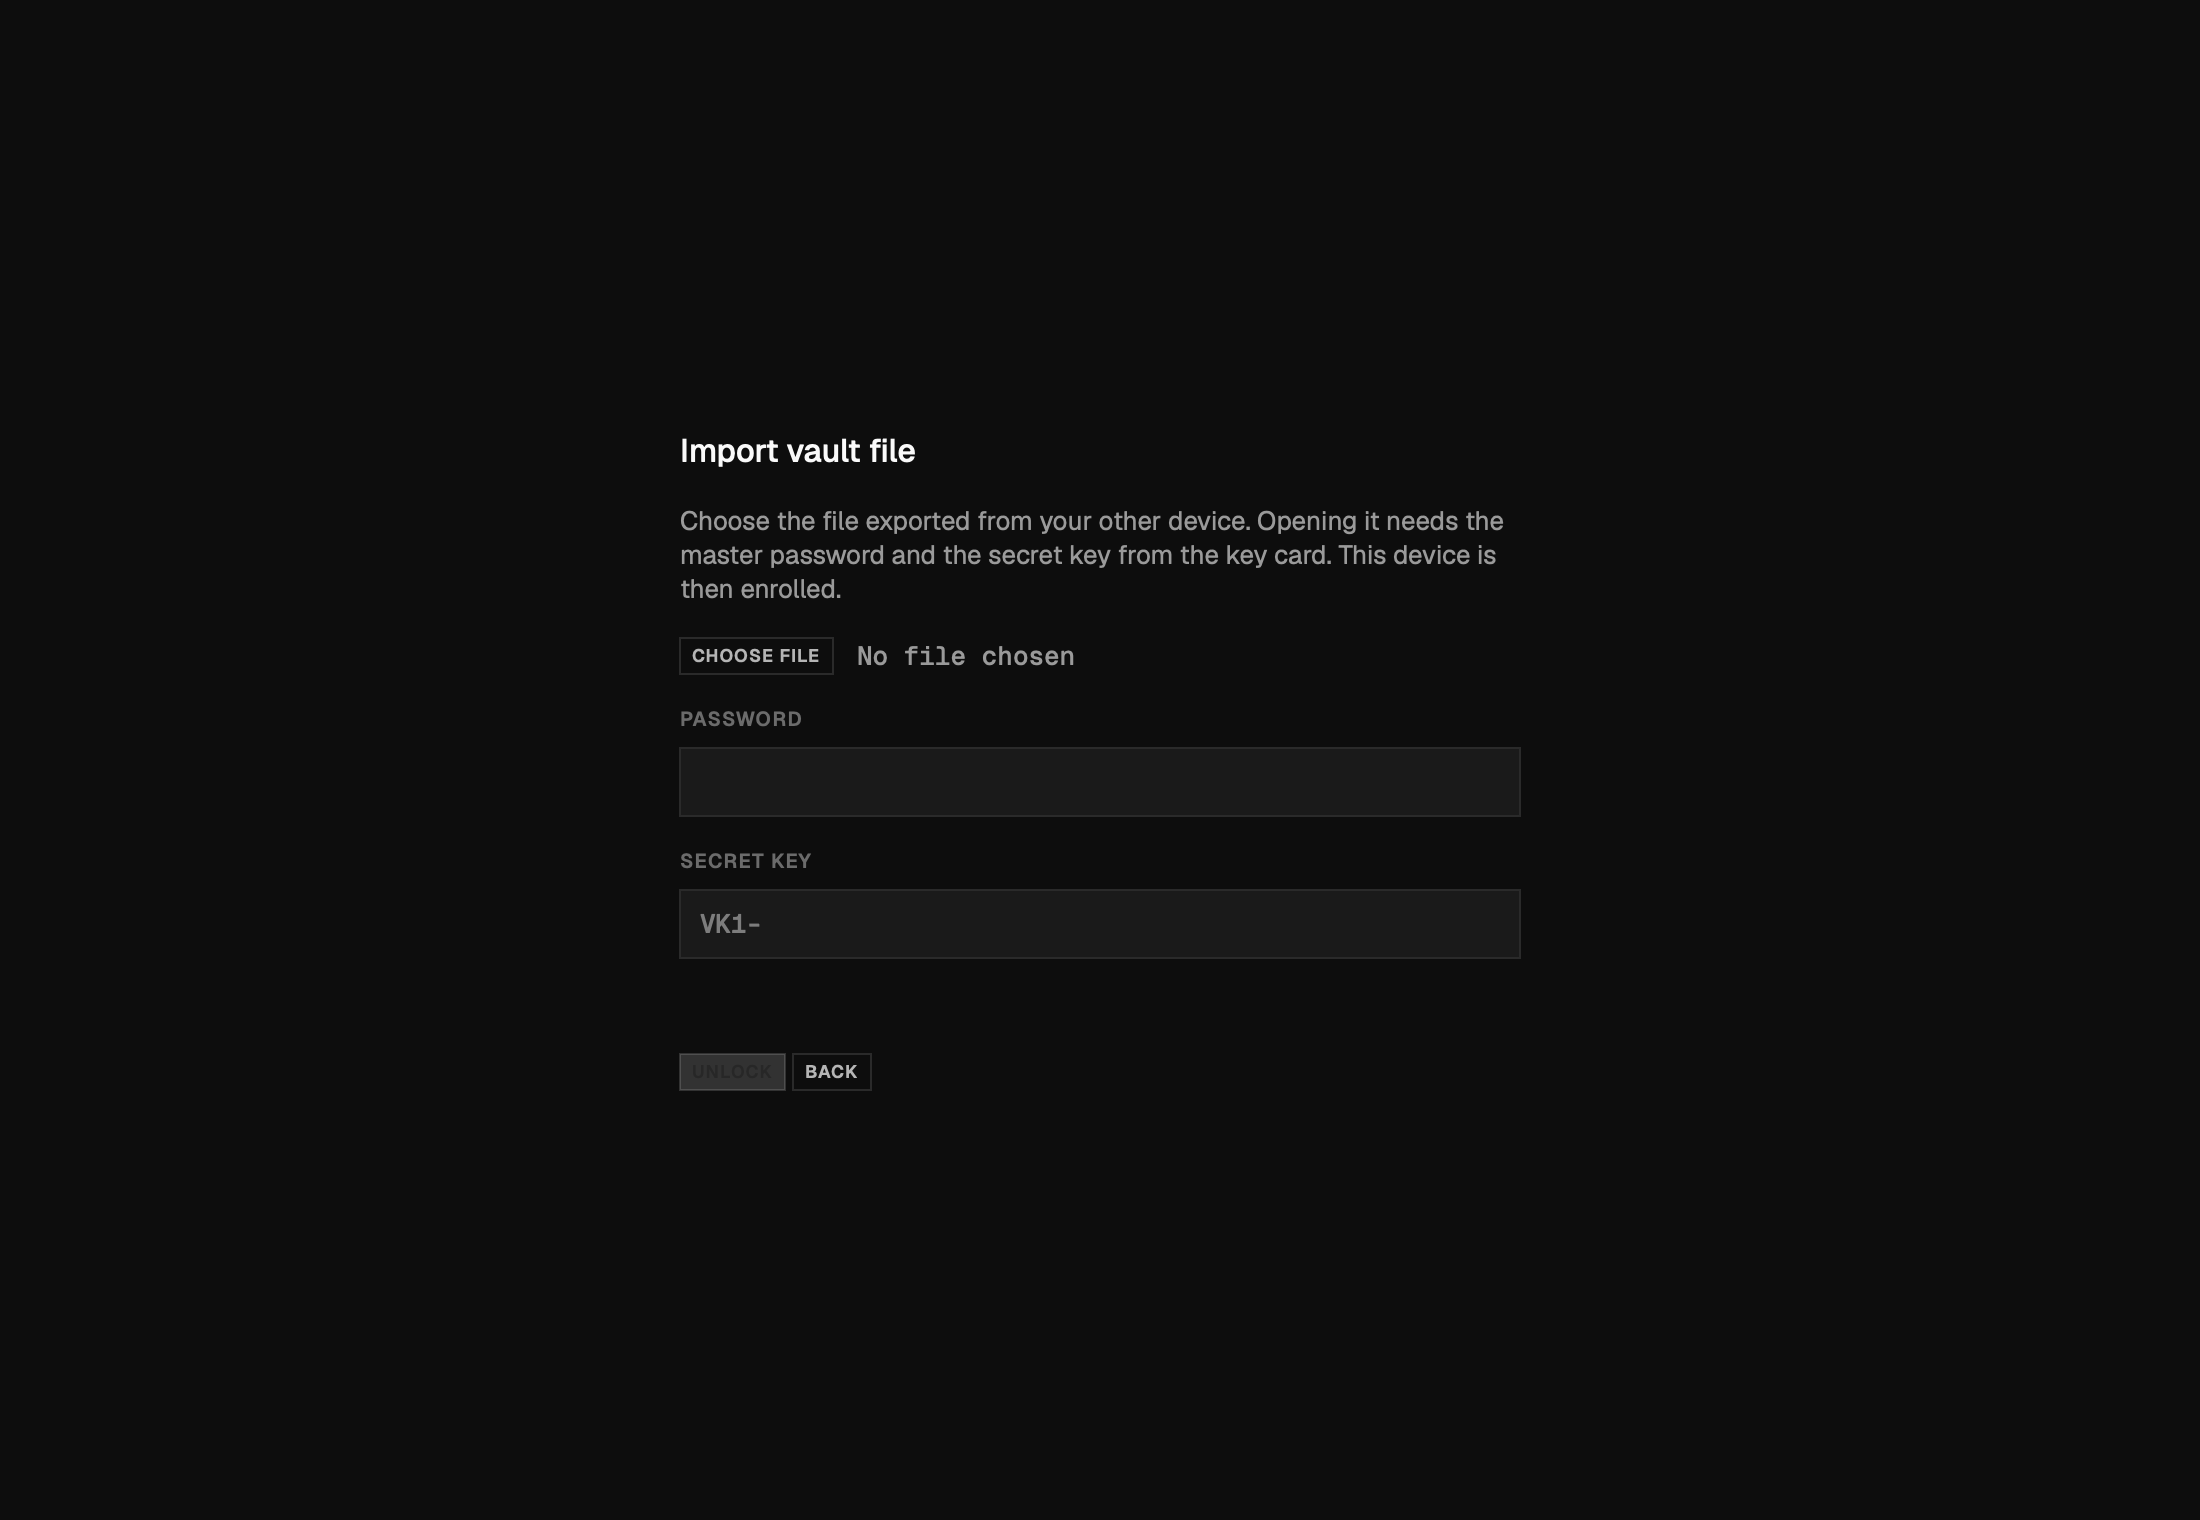 Import vault file
Choose the file exported from your other device. Opening it needs the
master password and the secret key from the key card. This device is
then enrolled.
CHOOSE FILE No file chosen
PASSWORD
SECRET KEY
VK1-
UNLOCK BACK